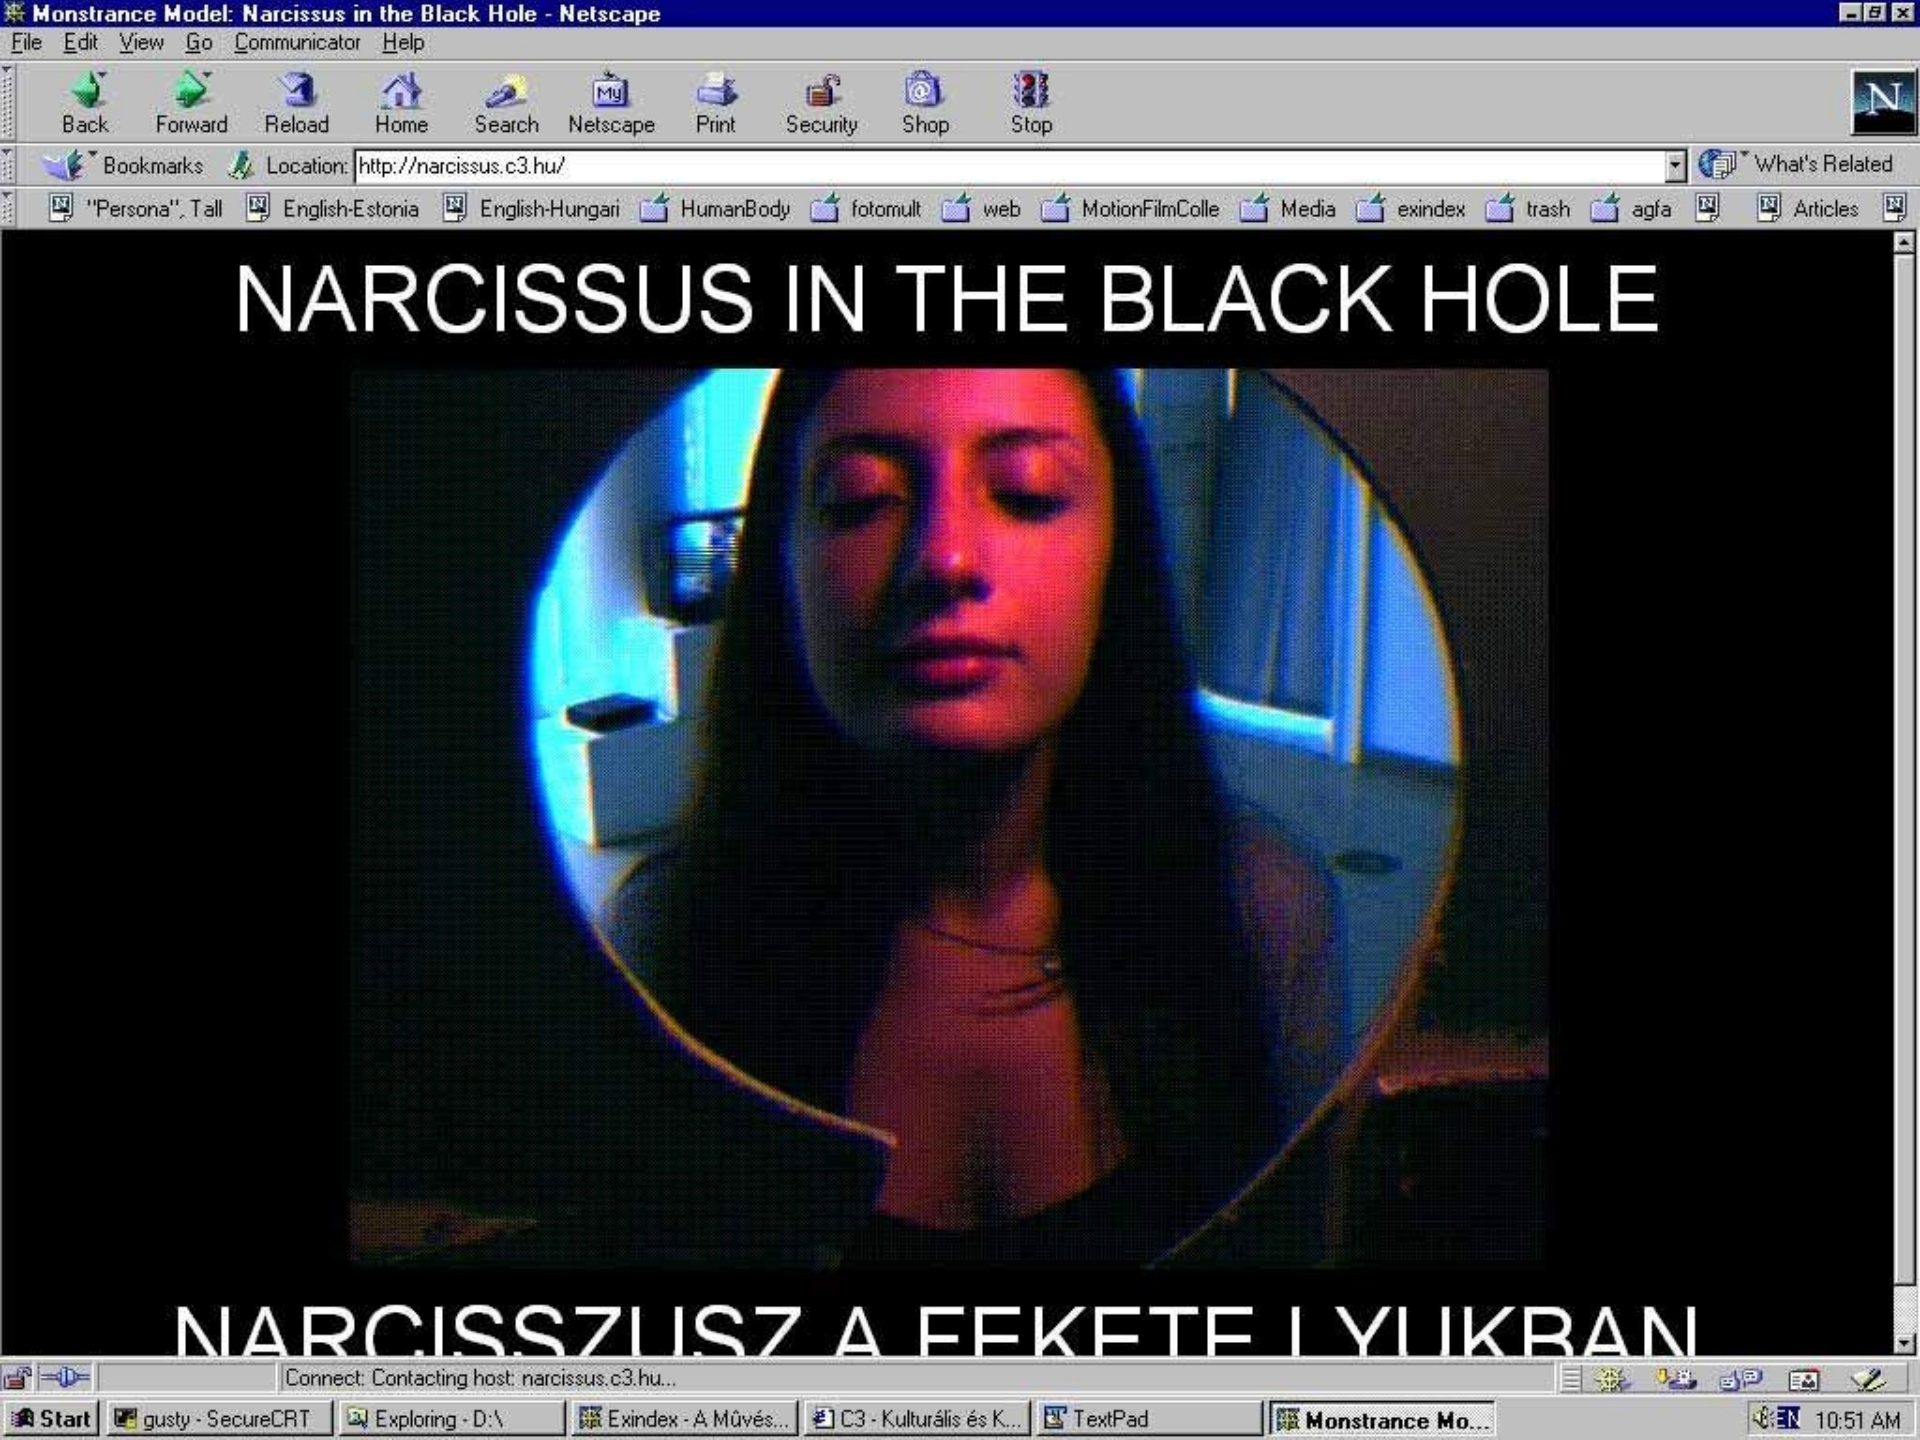 Monstrance Model: Narcissus in the Black Hole - Netscape
File Edit View Go Communicator Help
My N
Back Forward Reload Home Search Netscape Print Security Shop Stop
Bookmarks Location: http://narcissus.c3.hu/ What's Related
"Persona", Tall English-Estonia English-Hungari HumanBody fotomult web MotionFilmColle Media exindex trash agfa Articles
NARCISSUS IN THE BLACK HOLE
NARCISSZUSZ A FEKETE LYUKBAN
Connect: Contacting host: narcissus.c3.hu...
Start gusty - SecureCRT Exploring - D:\ Exindex - A Mûvés... C3 - Kulturális és K... TextPad Monstrance Mo... EN 10:51 AM